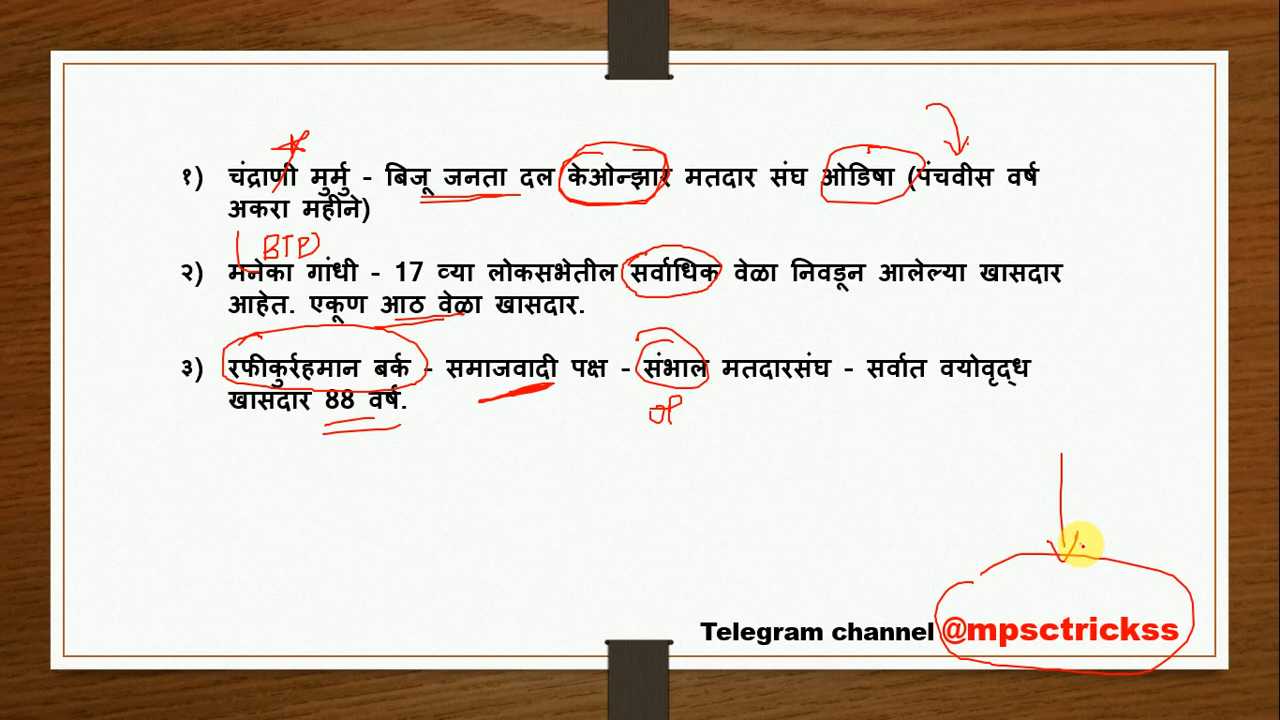 १) चंद्राणी मुर्मु - बिजू जनता दल केओन्झार मतदार संघ ओडिषा (पंचवीस वर्ष
अकरा महीने)
२) मनेका गांधी - 17 व्या लोकसभेतील सर्वाधिक वेळा निवडून आलेल्या खासदार
आहेत. एकूण आठ वेळा खासदार.
३) रफीकुर्रहमान बर्क - समाजवादी पक्ष - संभाल मतदारसंघ - सर्वात वयोवृद्ध
खासदार 88 वर्ष.
Telegram channel @mpsctrickss